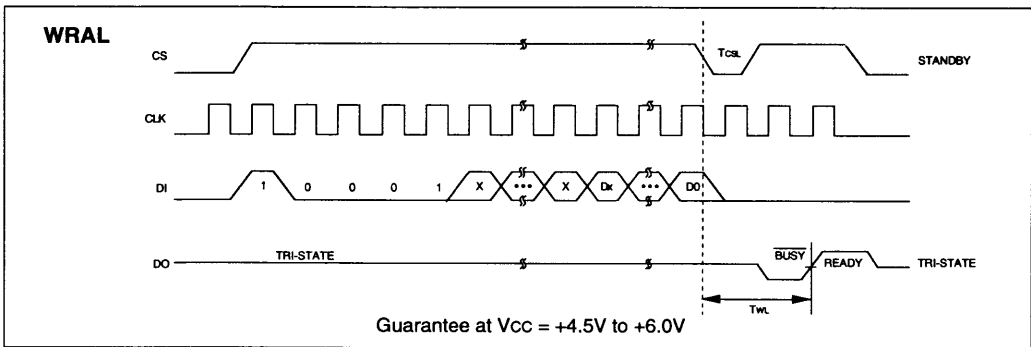 WRAL
CS
TCSL
STANDBY
CLK
DI
1 0 0 0 1 X ••• X DX ••• D0
DO
TRI-STATE
BUSY
READY
TRI-STATE
TWL
Guarantee at VCC = +4.5V to +6.0V